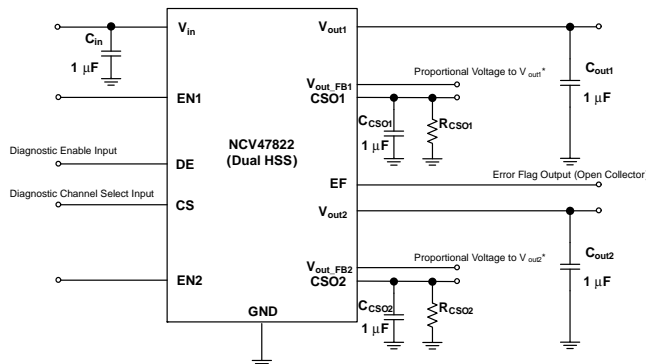 Vin
Cin
1 μF
EN1
Diagnostic Enable Input
DE
Diagnostic Channel Select Input
CS
EN2
GND
NCV47822
(Dual HSS)
Vout1
Vout_FB1
CSO1
Proportional Voltage to V out1*
CCSO1
1 μF
RCSO1
Cout1
1 μF
EF
Error Flag Output (Open Collector)
Vout2
Vout_FB2
CSO2
Proportional Voltage to V out2*
CCSO2
1 μF
RCSO2
Cout2
1 μF